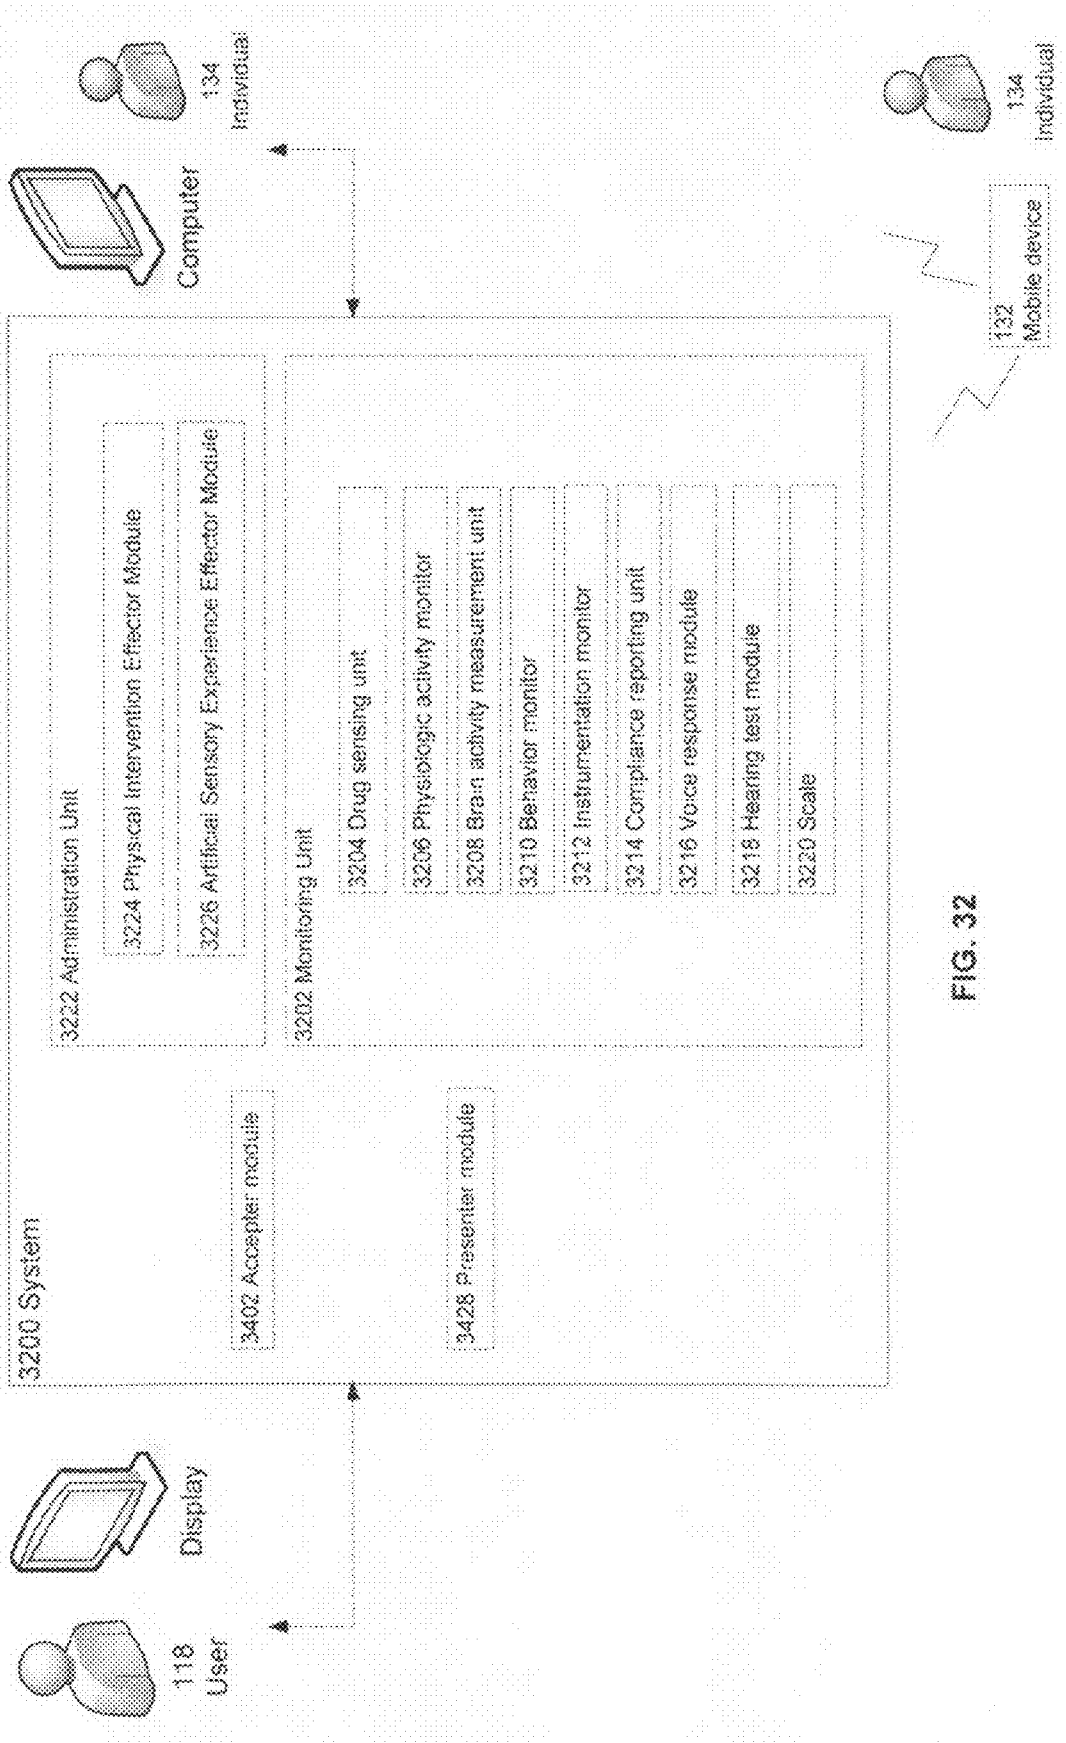 3200 System
118
User
Display
3402 Accepter module
3428 Presenter module
3222 Administration Unit
3224 Physical Intervention Effector Module
3226 Artificial Sensory Experience Effector Module
3202 Monitoring Unit
3204 Drug sensing unit
3206 Physiologic activity monitor
3208 Brain activity measurement unit
3210 Behavior monitor
3212 Instrumentation monitor
3214 Compliance reporting unit
3216 Voice response module
3218 Hearing test module
3220 Scale
Computer
134
Individual
132
Mobile device
134
Individual
FIG. 32